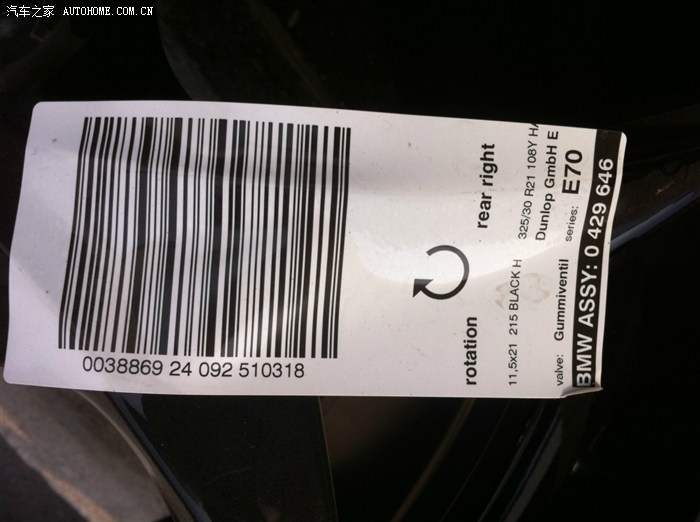 汽车之家 AUTOHOME.COM.CN
BMW ASSY: 0 429 646
valve: Gummiventil series: E70
Dunlop GmbH E
11,5x21 215 BLACK H 325/30 R21 108Y
rotation rear right
0038869 24 092 510318